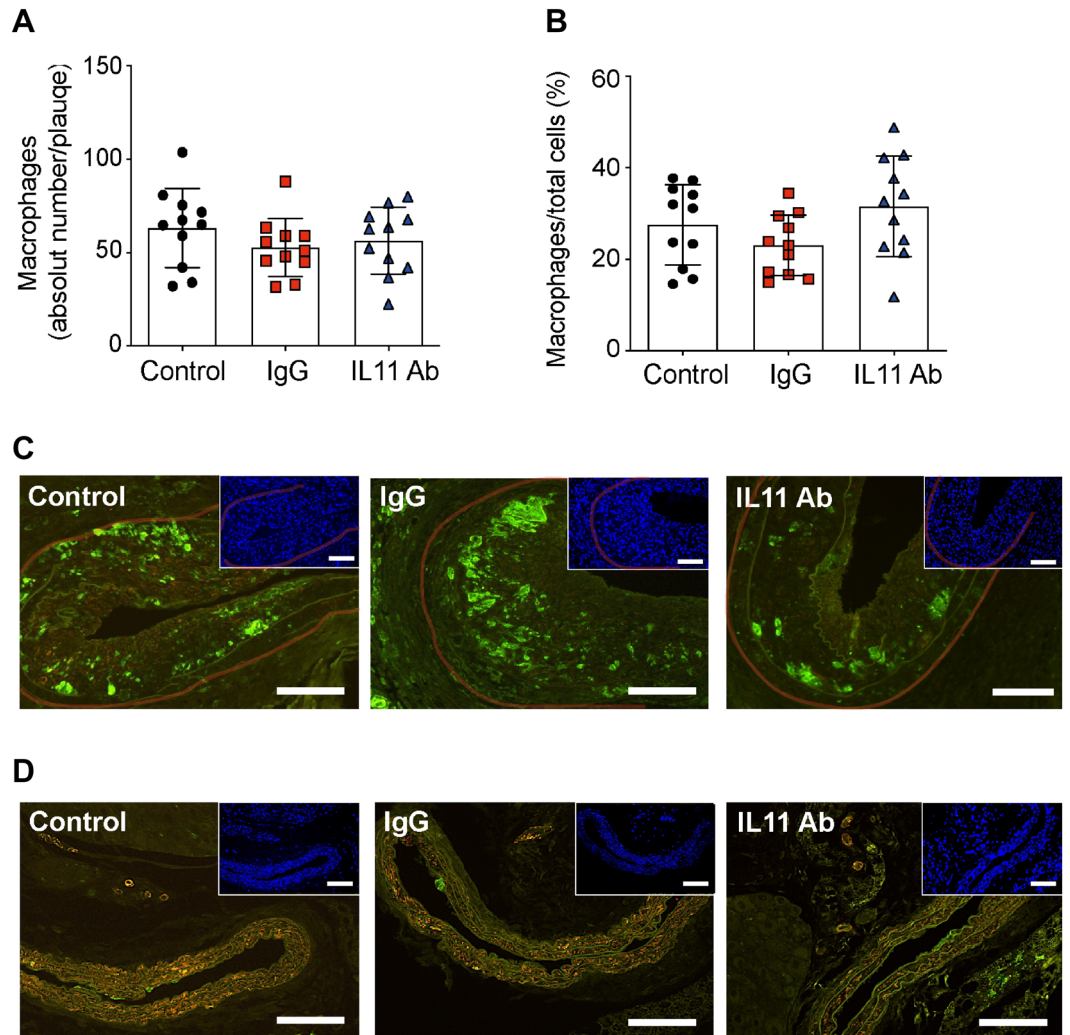 A
Macrophages
(absolut number/plauqe)
150
100
50
0
Control IgG IL11 Ab
B
Macrophages/total cells (%)
60
40
20
0
Control IgG IL11 Ab
C
Control IgG IL11 Ab
D
Control IgG IL11 Ab